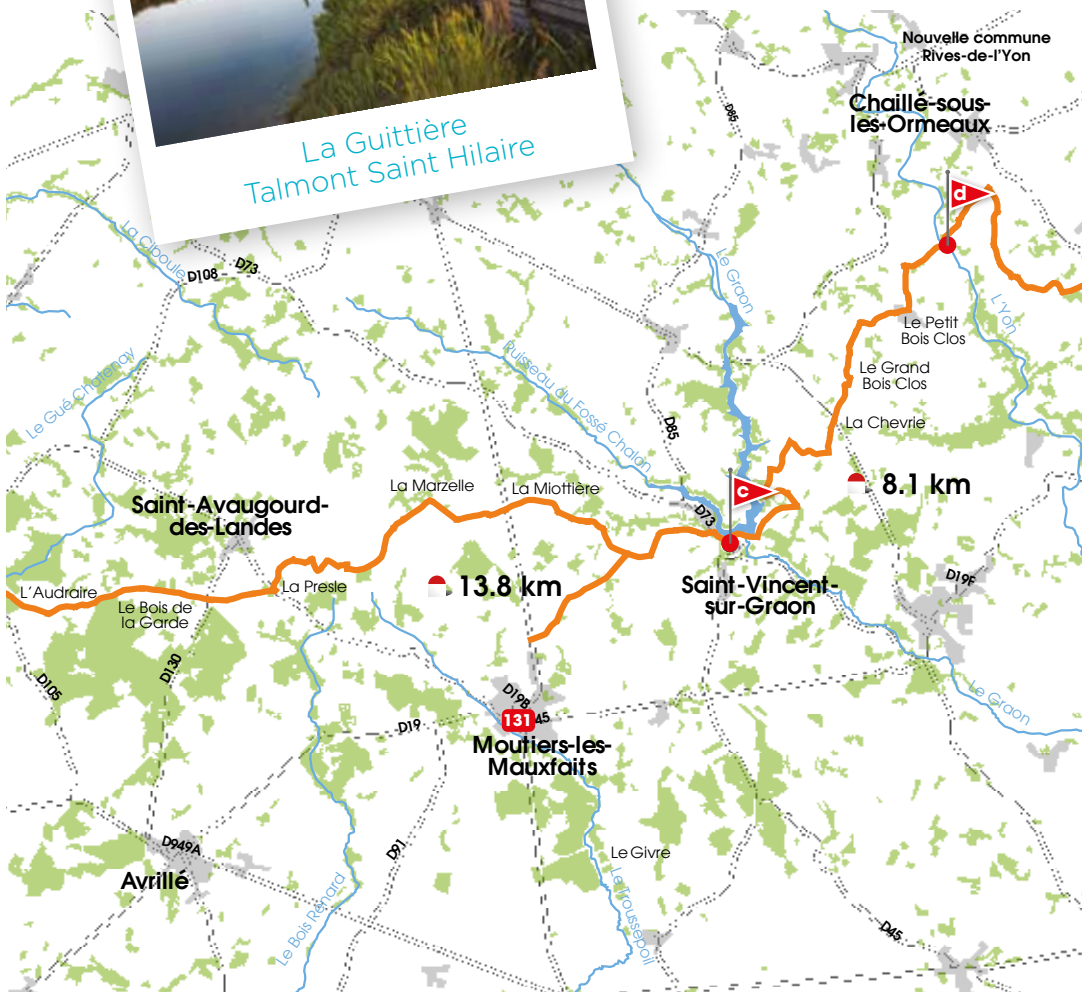 La Guittière
Talmont Saint Hilaire
Nouvelle commune
Rives-de-l'Yon
Chaillé-sous-
les-Ormeaux
D85
d
La Ciboule
D108
D73
Le Graon
L'Yon
Le Petit
Bois Clos
Le Grand
Bois Clos
Le Gué Chatenay
Ruisseau du Fossé Chalon
D85
La Chevrie
8.1 km
La Marzelle
La Miottière
c
D73
Saint-Avaugourd-
des-Landes
13.8 km
Saint-Vincent-
sur-Graon
D19F
L'Audraire
La Presle
Le Bois de
la Garde
D105
D130
D19B
131
45
D19
Moutiers-les-
Mauxfaits
Le Graon
D949A
Avrillé
D91
Le Givre
Le Bois Renard
Le Troussepoil
D45